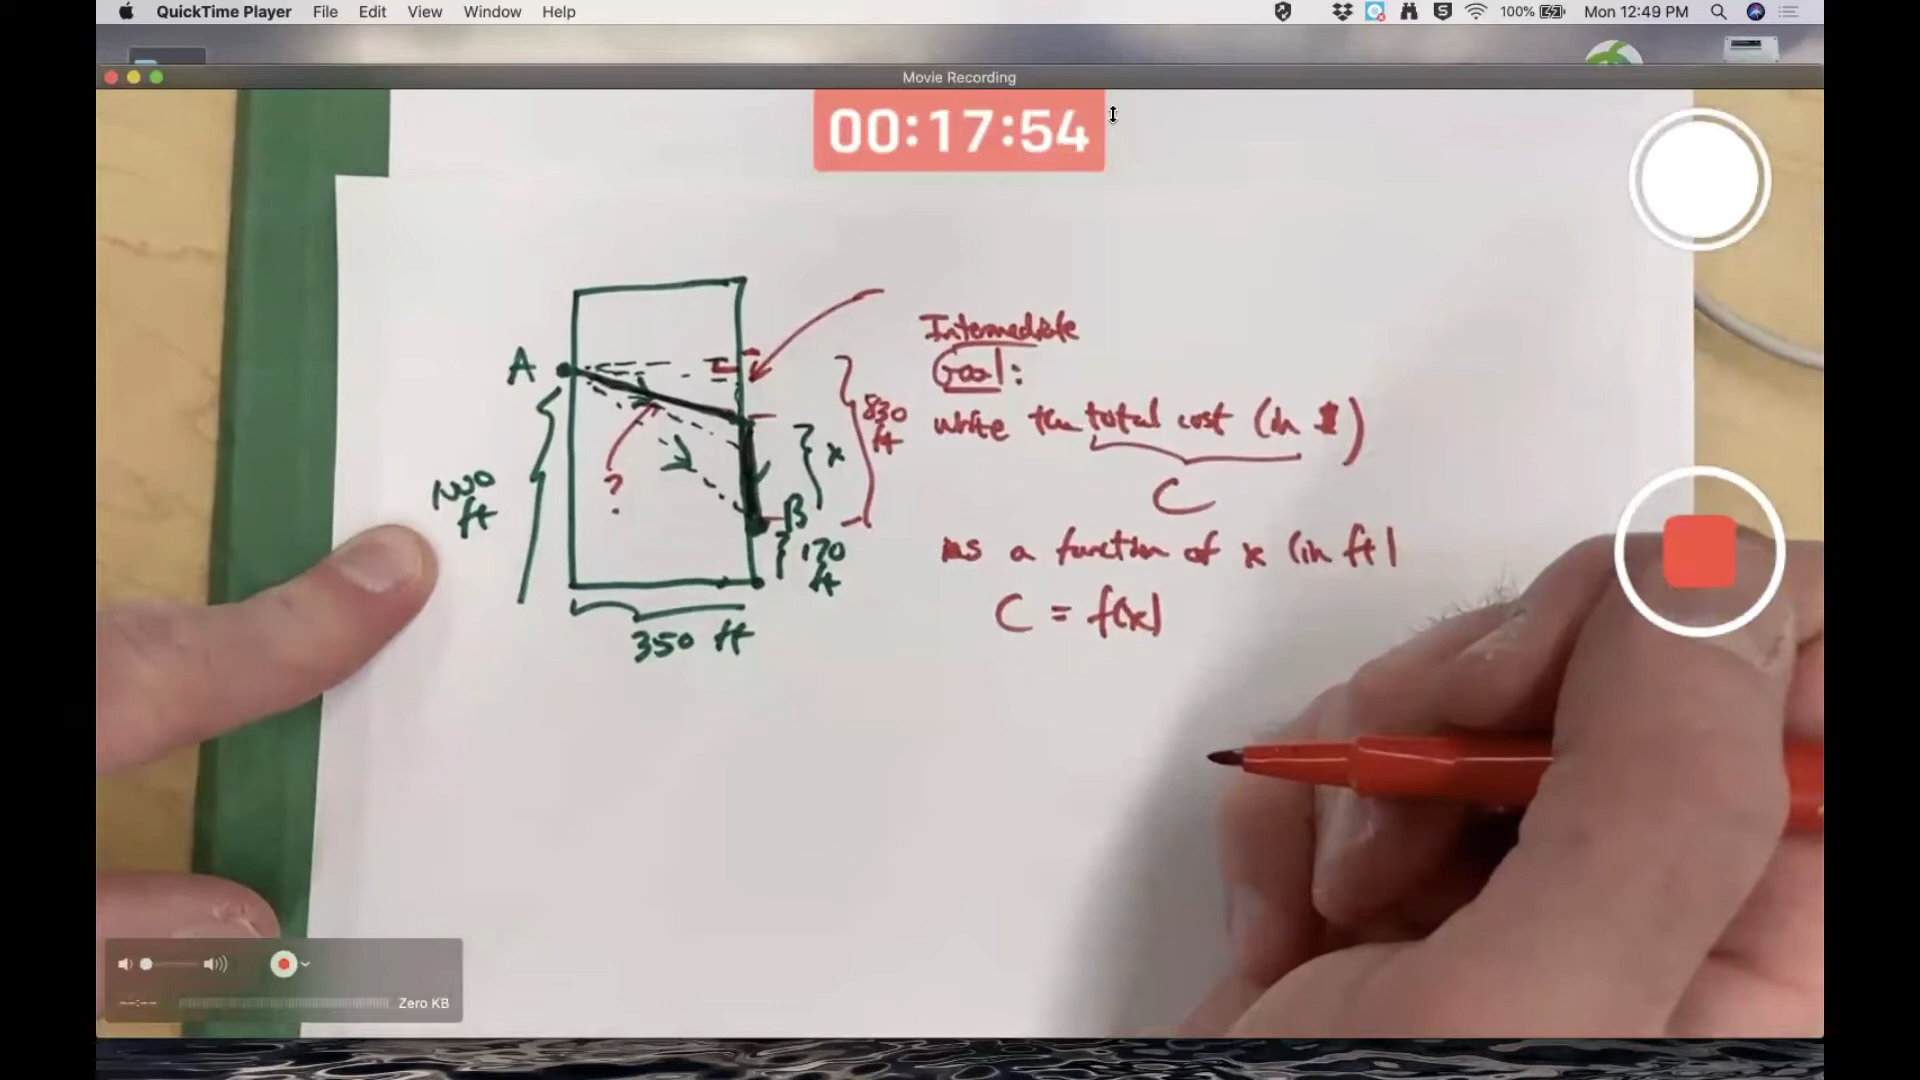 QuickTime Player File Edit View Window Help 100% Mon 12:49 PM
Movie Recording
00:17:54
A
1000
ft
?
x
B
170
ft
350 ft
830
ft
Intermediate
Goal:
write the total cost (in $)
C
as a function of x (in ft)
C = f(x)
--:--
Zero KB